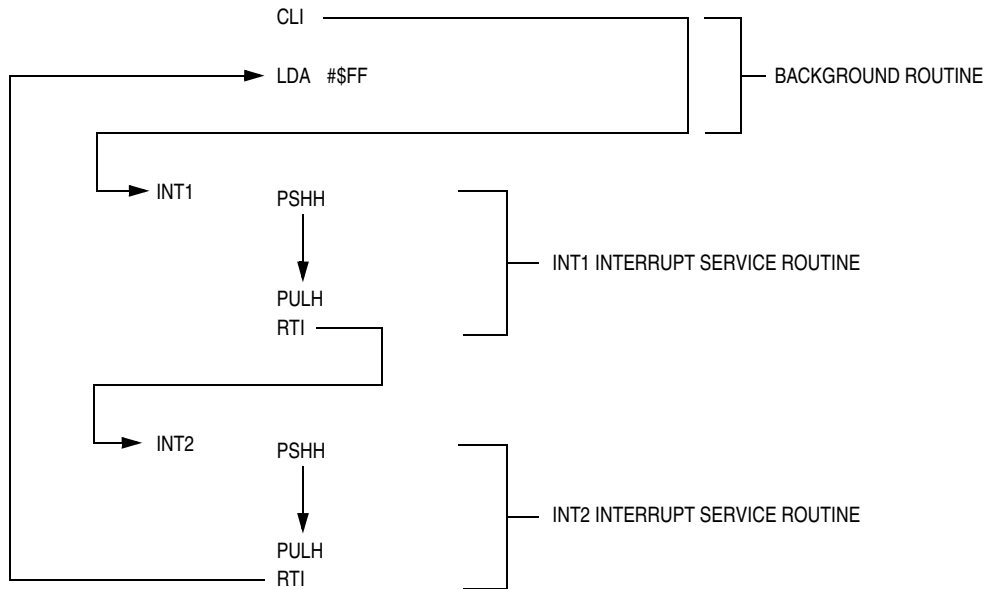 CLI
LDA #$FF
BACKGROUND ROUTINE
INT1
PSHH
INT1 INTERRUPT SERVICE ROUTINE
PULH
RTI
INT2
PSHH
INT2 INTERRUPT SERVICE ROUTINE
PULH
RTI